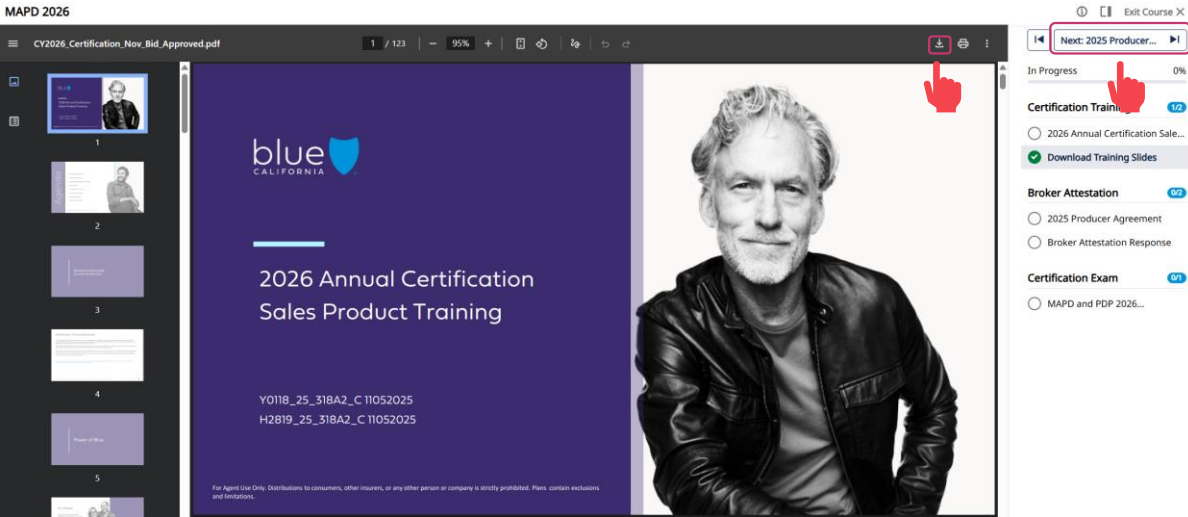 MAPD 2026
Exit Course
CY2026_Certification_Nov_Bid_Approved.pdf
1 / 123
95%
Next: 2025 Producer...
In Progress 0%
Certification Training 1/2
2026 Annual Certification Sale...
Download Training Slides
Broker Attestation 0/2
2025 Producer Agreement
Broker Attestation Response
Certification Exam 0/1
MAPD and PDP 2026...
1
Agenda
2
3
4
Power of Blue
5
blue
CALIFORNIA
2026 Annual Certification
Sales Product Training
Y0118_25_318A2_C 11052025
H2819_25_318A2_C 11052025
For Agent Use Only. Distributions to consumers, other insurers, or any other person or company is strictly prohibited. Plans contain exclusions
and limitations.